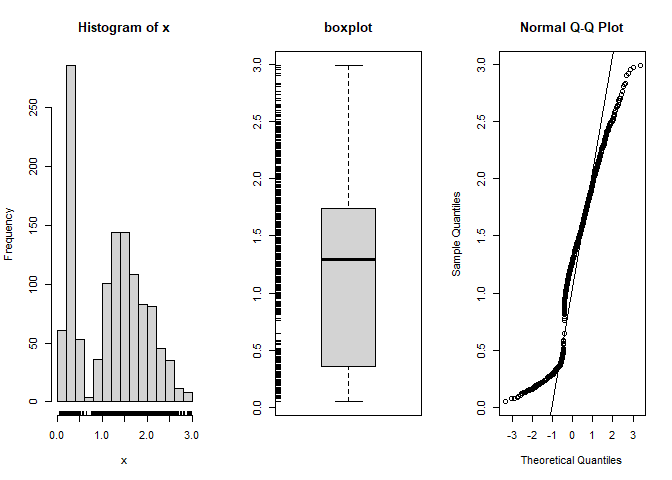 Histogram of x
Frequency
250
200
150
100
50
0
0.0 1.0 2.0 3.0
x
boxplot
3.0
2.5
2.0
1.5
1.0
0.5
0.0
Normal Q-Q Plot
Sample Quantiles
3.0
2.5
2.0
1.5
1.0
0.5
0.0
-3 -2 -1 0 1 2 3
Theoretical Quantiles